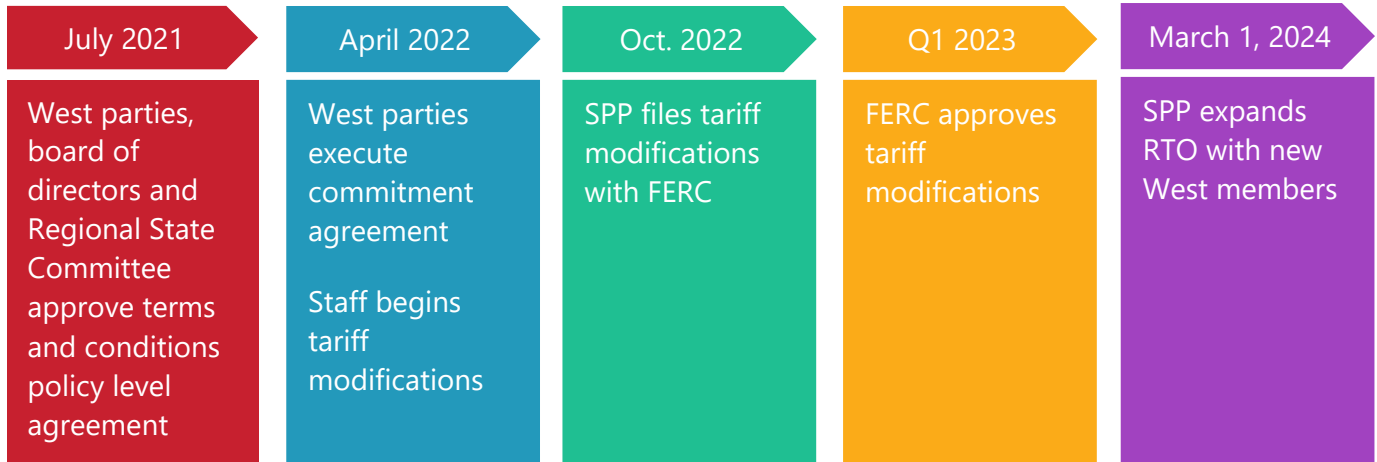 July 2021
West parties,
board of
directors and
Regional State
Committee
approve terms
and conditions
policy level
agreement
April 2022
West parties
execute
commitment
agreement
Staff begins
tariff
modifications
Oct. 2022
SPP files tariff
modifications
with FERC
Q1 2023
FERC approves
tariff
modifications
March 1, 2024
SPP expands
RTO with new
West members